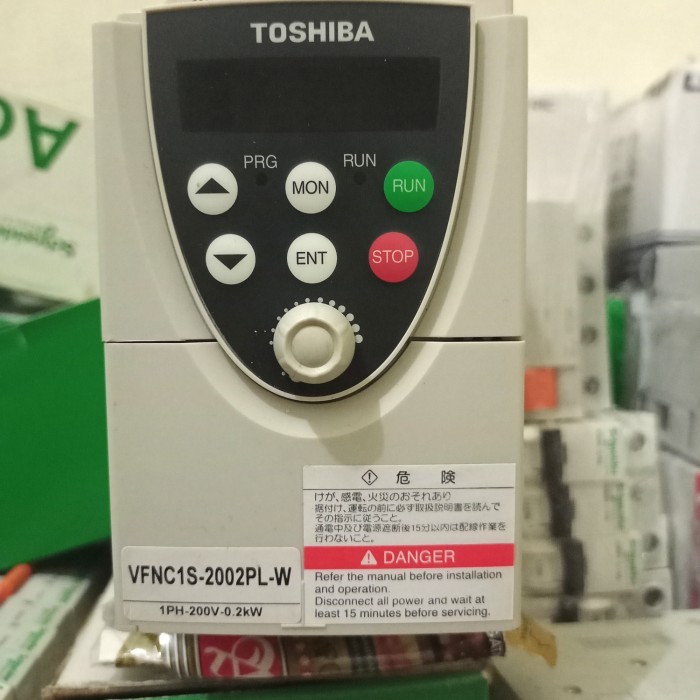 TOSHIBA
PRG
RUN
MON
RUN
ENT
STOP
危 険
けが、感電、火災のおそれあり
据付け、運転の前に必ず取扱説明書を読んで
その指示に従うこと。
通電中及び電源遮断後15分以内は配線作業を
行わないこと。
DANGER
Refer the manual before installation
and operation.
Disconnect all power and wait at
least 15 minutes before servicing.
VFNC1S-2002PL-W
1PH-200V-0.2kW